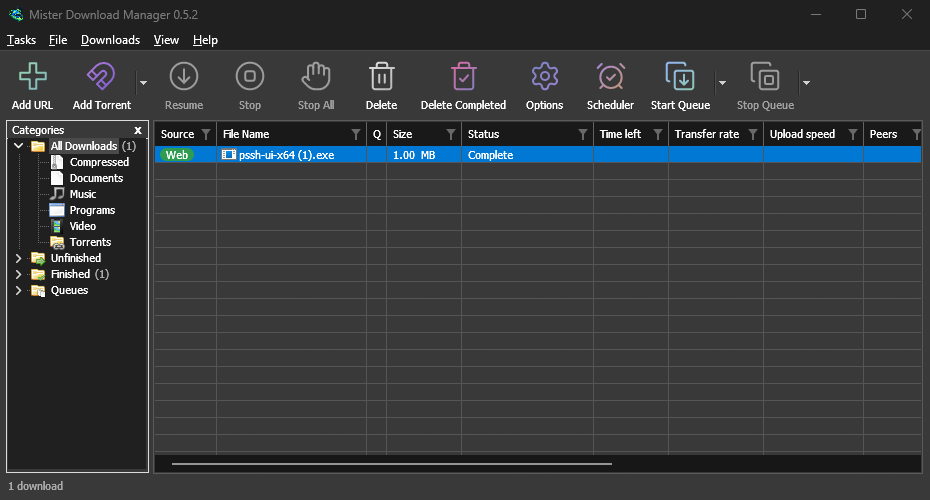 Mister Download Manager 0.5.2
Tasks File Downloads View Help
Add URL Add Torrent Resume Stop Stop All Delete Delete Completed Options Scheduler Start Queue Stop Queue
Categories x
Source File Name Q Size Status Time left Transfer rate Upload speed Peers
All Downloads (1)
Web pssh-ui-x64 (1).exe 1.00 MB Complete
Compressed
Documents
Music
Programs
Video
Torrents
Unfinished
Finished (1)
Queues
1 download